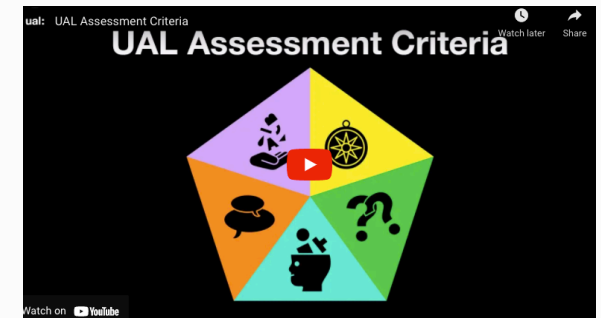 ual: UAL Assessment Criteria
Watch later
Share
UAL Assessment Criteria
Watch on YouTube